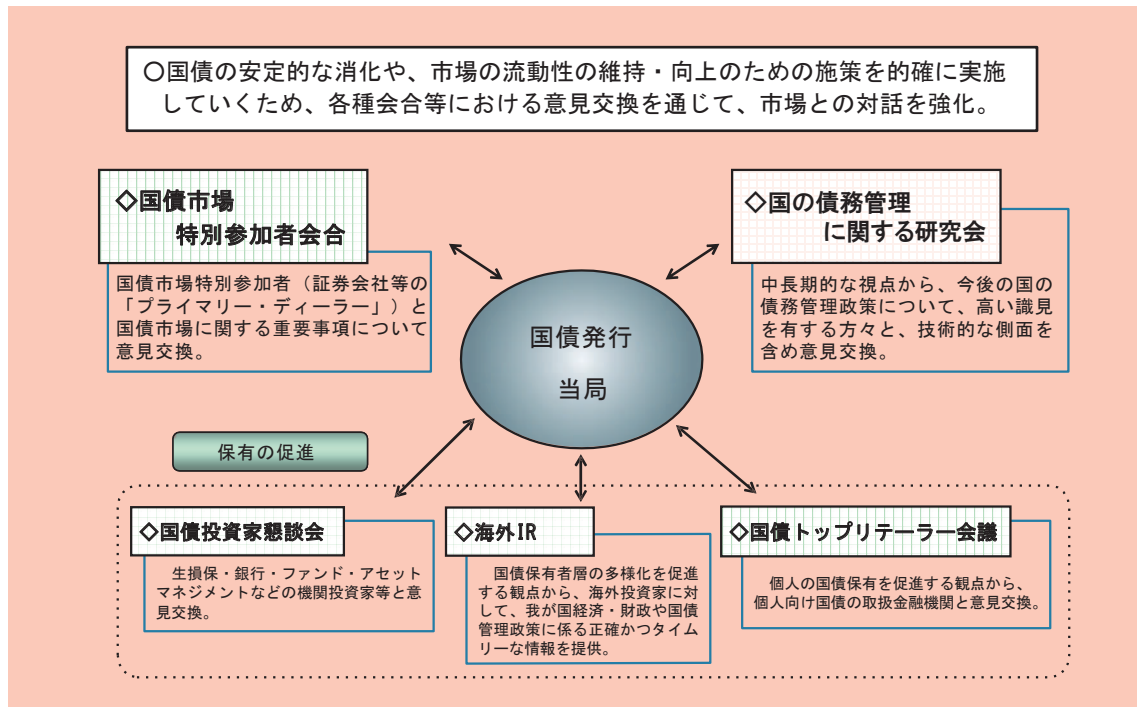 〇国債の安定的な消化や、市場の流動性の維持・向上のための施策を的確に実施
していくため、各種会合等における意見交換を通じて、市場との対話を強化。
◇国債市場
特別参加者会合
国債市場特別参加者（証券会社等の
「プライマリー・ディーラー」）と
国債市場に関する重要事項について
意見交換。
◇国の債務管理
に関する研究会
中長期的な視点から、今後の国の
債務管理政策について、高い識見
を有する方々と、技術的な側面を
含め意見交換。
国債発行
当局
保有の促進
◇国債投資家懇談会
生損保・銀行・ファンド・アセット
マネジメントなどの機関投資家等と意
見交換。
◇海外IR
国債保有者層の多様化を促進
する観点から、海外投資家に対
して、我が国経済・財政や国債
管理政策に係る正確かつタイム
リーな情報を提供。
◇国債トップリテーラー会議
個人の国債保有を促進する観点から、
個人向け国債の取扱金融機関と意見交換。